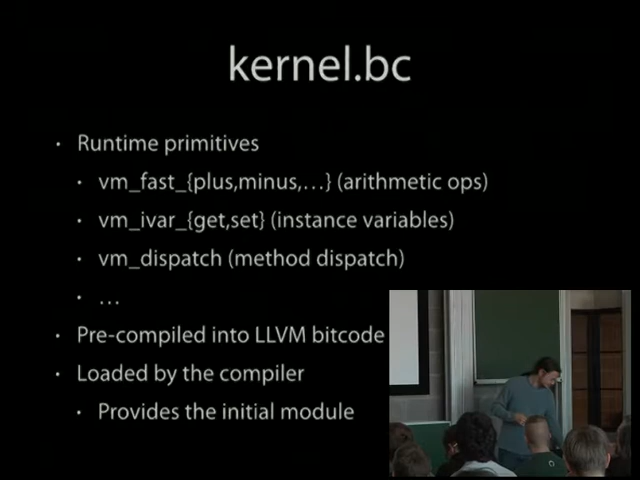 kernel.bc
• Runtime primitives
• vm_fast_{plus,minus,…} (arithmetic ops)
• vm_ivar_{get,set} (instance variables)
• vm_dispatch (method dispatch)
• …
• Pre-compiled into LLVM bitcode
• Loaded by the compiler
• Provides the initial module